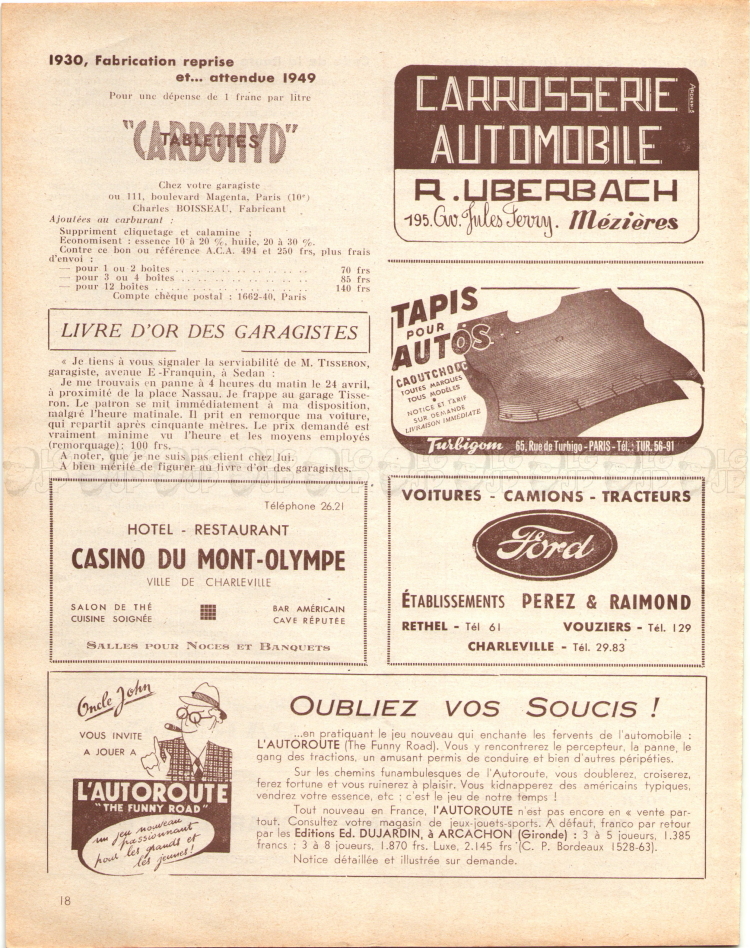 1930, Fabrication reprise
et... attendue 1949
Pour une dépense de 1 franc par litre
"CARBOHYD"
TABLETTES
Chez votre garagiste
ou 111, boulevard Magenta, Paris (10e)
Charles BOISSEAU, Fabricant
Ajoutées au carburant :
Suppriment cliquetage et calamine ;
Economisent : essence 10 à 20 %, huile, 20 à 30 %.
Contre ce bon ou référence A.C.A. 494 et 250 frs, plus frais
d'envoi :
— pour 1 ou 2 boîtes .. .. .. .. .. .. .. .. .. 70 frs
— pour 3 ou 4 boîtes .. .. .. .. .. .. .. .. .. 85 frs
— pour 12 boîtes .. .. .. .. .. .. .. .. .. .. 140 frs
Compte chèque postal : 1662-40, Paris
LIVRE D'OR DES GARAGISTES
« Je tiens à vous signaler la serviabilité de M. TISSERON,
garagiste, avenue E-Franquin, à Sedan :
Je me trouvais en panne à 4 heures du matin le 24 avril,
à proximité de la place Nassau. Je frappe au garage Tisse-
ron. Le patron se mit immédiatement à ma disposition,
malgré l'heure matinale. Il prit en remorque ma voiture,
qui repartit après cinquante mètres. Le prix demandé est
vraiment minime vu l'heure et les moyens employés
(remorquage): 100 frs.
A noter, que je ne suis pas client chez lui.
A bien mérité de figurer au livre d'or des garagistes.
CARROSSERIE
AUTOMOBILE
R. UBERBACH
195. Av. Jules Ferry. Mézières
TAPIS
POUR
AUTOS
CAOUTCHOUC
TOUTES MARQUES
TOUS MODÈLES
NOTICE ET TARIF
SUR DEMANDE
LIVRAISON IMMÉDIATE
Turbigom 65, Rue de Turbigo - PARIS - Tél. : TUR. 56-91
Téléphone 26.21
HOTEL - RESTAURANT
CASINO DU MONT-OLYMPE
VILLE DE CHARLEVILLE
SALON DE THÉ
CUISINE SOIGNÉE
BAR AMÉRICAIN
CAVE RÉPUTÉE
SALLES POUR NOCES ET BANQUETS
VOITURES - CAMIONS - TRACTEURS
Ford
ÉTABLISSEMENTS PEREZ & RAIMOND
RETHEL - Tél 61 VOUZIERS - Tél. 129
CHARLEVILLE - Tél. 29.83
Oncle John
VOUS INVITE
A JOUER A
L'AUTOROUTE
"THE FUNNY ROAD"
un jeu nouveau
passionnant
pour les grands et
les jeunes !
OUBLIEZ VOS SOUCIS !
...en pratiquant le jeu nouveau qui enchante les fervents de l'automobile :
L'AUTOROUTE (The Funny Road). Vous y rencontrerez le percepteur, la panne, le
gang des tractions, un amusant permis de conduire et bien d'autres péripéties.
Sur les chemins funambulesques de l'Autoroute, vous doublerez, croiserez,
ferez fortune et vous ruinerez à plaisir. Vous kidnapperez des américains typiques,
vendrez votre essence, etc ; c'est le jeu de notre temps !
Tout nouveau en France, l'AUTOROUTE n'est pas encore en « vente par-
tout. Consultez votre magasin de jeux-jouets-sports. A défaut, franco par retour
par les Editions Ed. DUJARDIN, à ARCACHON (Gironde) : 3 à 5 joueurs, 1.385
francs ; 3 à 8 joueurs, 1.870 frs. Luxe, 2.145 frs (C. P. Bordeaux 1528-63).
Notice détaillée et illustrée sur demande.
18